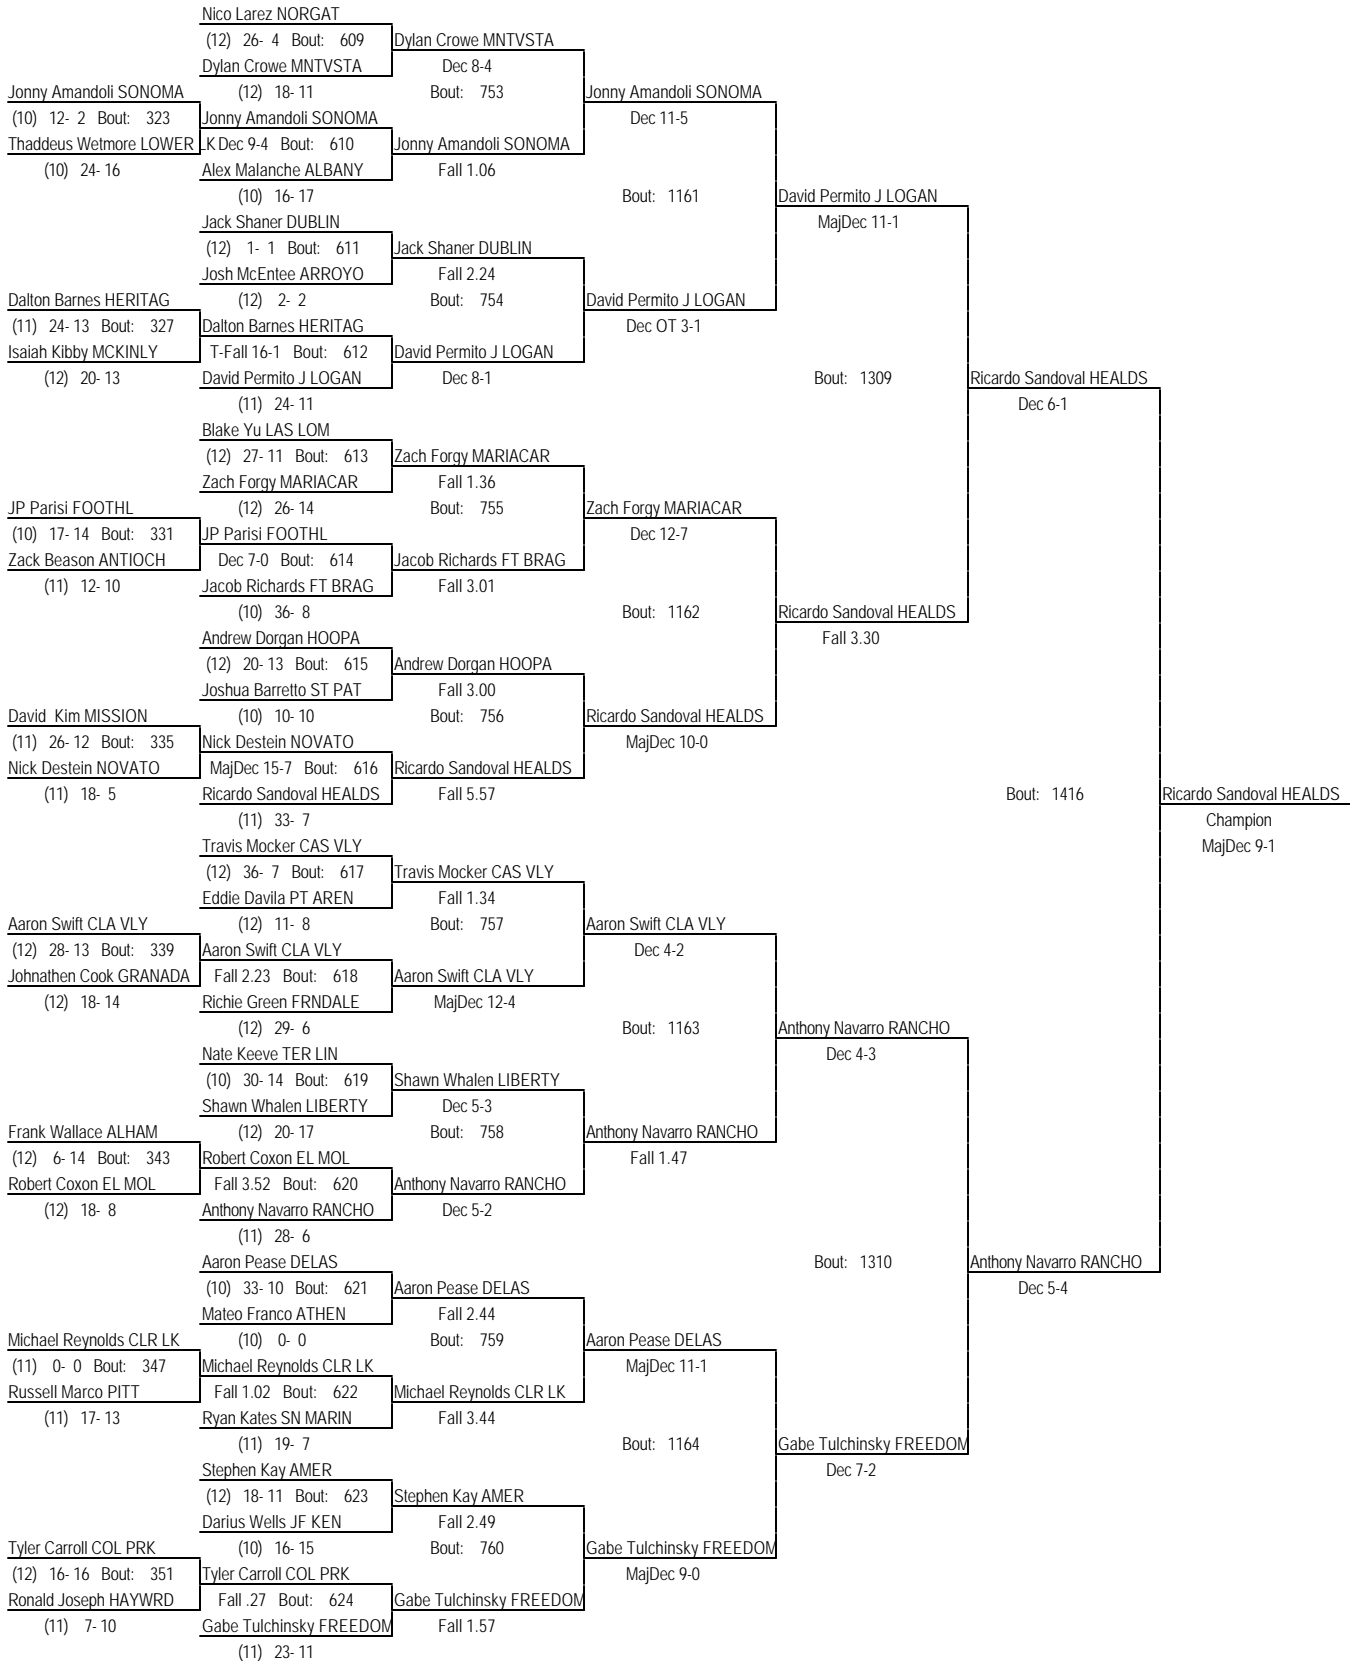 Nico Larez NORGAT
(12) 26- 4 Bout: 609 Dylan Crowe MNTVSTA
Dylan Crowe MNTVSTA Dec 8-4
Jonny Amandoli SONOMA (12) 18- 11 Bout: 753 Jonny Amandoli SONOMA
(10) 12- 2 Bout: 323 Jonny Amandoli SONOMA Dec 11-5
Thaddeus Wetmore LOWER LK Dec 9-4 Bout: 610 Jonny Amandoli SONOMA
(10) 24- 16 Alex Malanche ALBANY Fall 1.06
(10) 16- 17 Bout: 1161 David Permito J LOGAN
Jack Shaner DUBLIN MajDec 11-1
(12) 1- 1 Bout: 611 Jack Shaner DUBLIN
Josh McEntee ARROYO Fall 2.24
Dalton Barnes HERITAG (12) 2- 2 Bout: 754 David Permito J LOGAN
(11) 24- 13 Bout: 327 Dalton Barnes HERITAG Dec OT 3-1
Isaiah Kibby MCKINLY T-Fall 16-1 Bout: 612 David Permito J LOGAN
(12) 20- 13 David Permito J LOGAN Dec 8-1 Bout: 1309 Ricardo Sandoval HEALDS
(11) 24- 11 Dec 6-1
Blake Yu LAS LOM
(12) 27- 11 Bout: 613 Zach Forgy MARIACAR
Zach Forgy MARIACAR Fall 1.36
JP Parisi FOOTHL (12) 26- 14 Bout: 755 Zach Forgy MARIACAR
(10) 17- 14 Bout: 331 JP Parisi FOOTHL Dec 12-7
Zack Beason ANTIOCH Dec 7-0 Bout: 614 Jacob Richards FT BRAG
(11) 12- 10 Jacob Richards FT BRAG Fall 3.01
(10) 36- 8 Bout: 1162 Ricardo Sandoval HEALDS
Andrew Dorgan HOOPA Fall 3.30
(12) 20- 13 Bout: 615 Andrew Dorgan HOOPA
Joshua Barretto ST PAT Fall 3.00
David Kim MISSION (10) 10- 10 Bout: 756 Ricardo Sandoval HEALDS
(11) 26- 12 Bout: 335 Nick Destein NOVATO MajDec 10-0
Nick Destein NOVATO MajDec 15-7 Bout: 616 Ricardo Sandoval HEALDS
(11) 18- 5 Ricardo Sandoval HEALDS Fall 5.57 Bout: 1416 Ricardo Sandoval HEALDS
(11) 33- 7 Champion
Travis Mocker CAS VLY MajDec 9-1
(12) 36- 7 Bout: 617 Travis Mocker CAS VLY
Eddie Davila PT AREN Fall 1.34
Aaron Swift CLA VLY (12) 11- 8 Bout: 757 Aaron Swift CLA VLY
(12) 28- 13 Bout: 339 Aaron Swift CLA VLY Dec 4-2
Johnathen Cook GRANADA Fall 2.23 Bout: 618 Aaron Swift CLA VLY
(12) 18- 14 Richie Green FRNDALE MajDec 12-4
(12) 29- 6 Bout: 1163 Anthony Navarro RANCHO
Nate Keeve TER LIN Dec 4-3
(10) 30- 14 Bout: 619 Shawn Whalen LIBERTY
Shawn Whalen LIBERTY Dec 5-3
Frank Wallace ALHAM (12) 20- 17 Bout: 758 Anthony Navarro RANCHO
(12) 6- 14 Bout: 343 Robert Coxon EL MOL Fall 1.47
Robert Coxon EL MOL Fall 3.52 Bout: 620 Anthony Navarro RANCHO
(12) 18- 8 Anthony Navarro RANCHO Dec 5-2
(11) 28- 6
Aaron Pease DELAS Bout: 1310 Anthony Navarro RANCHO
(10) 33- 10 Bout: 621 Aaron Pease DELAS Dec 5-4
Mateo Franco ATHEN Fall 2.44
Michael Reynolds CLR LK (10) 0- 0 Bout: 759 Aaron Pease DELAS
(11) 0- 0 Bout: 347 Michael Reynolds CLR LK MajDec 11-1
Russell Marco PITT Fall 1.02 Bout: 622 Michael Reynolds CLR LK
(11) 17- 13 Ryan Kates SN MARIN Fall 3.44
(11) 19- 7 Bout: 1164 Gabe Tulchinsky FREEDOM
Stephen Kay AMER Dec 7-2
(12) 18- 11 Bout: 623 Stephen Kay AMER
Darius Wells JF KEN Fall 2.49
Tyler Carroll COL PRK (10) 16- 15 Bout: 760 Gabe Tulchinsky FREEDOM
(12) 16- 16 Bout: 351 Tyler Carroll COL PRK MajDec 9-0
Ronald Joseph HAYWRD Fall .27 Bout: 624 Gabe Tulchinsky FREEDOM
(11) 7- 10 Gabe Tulchinsky FREEDOM Fall 1.57
(11) 23- 11